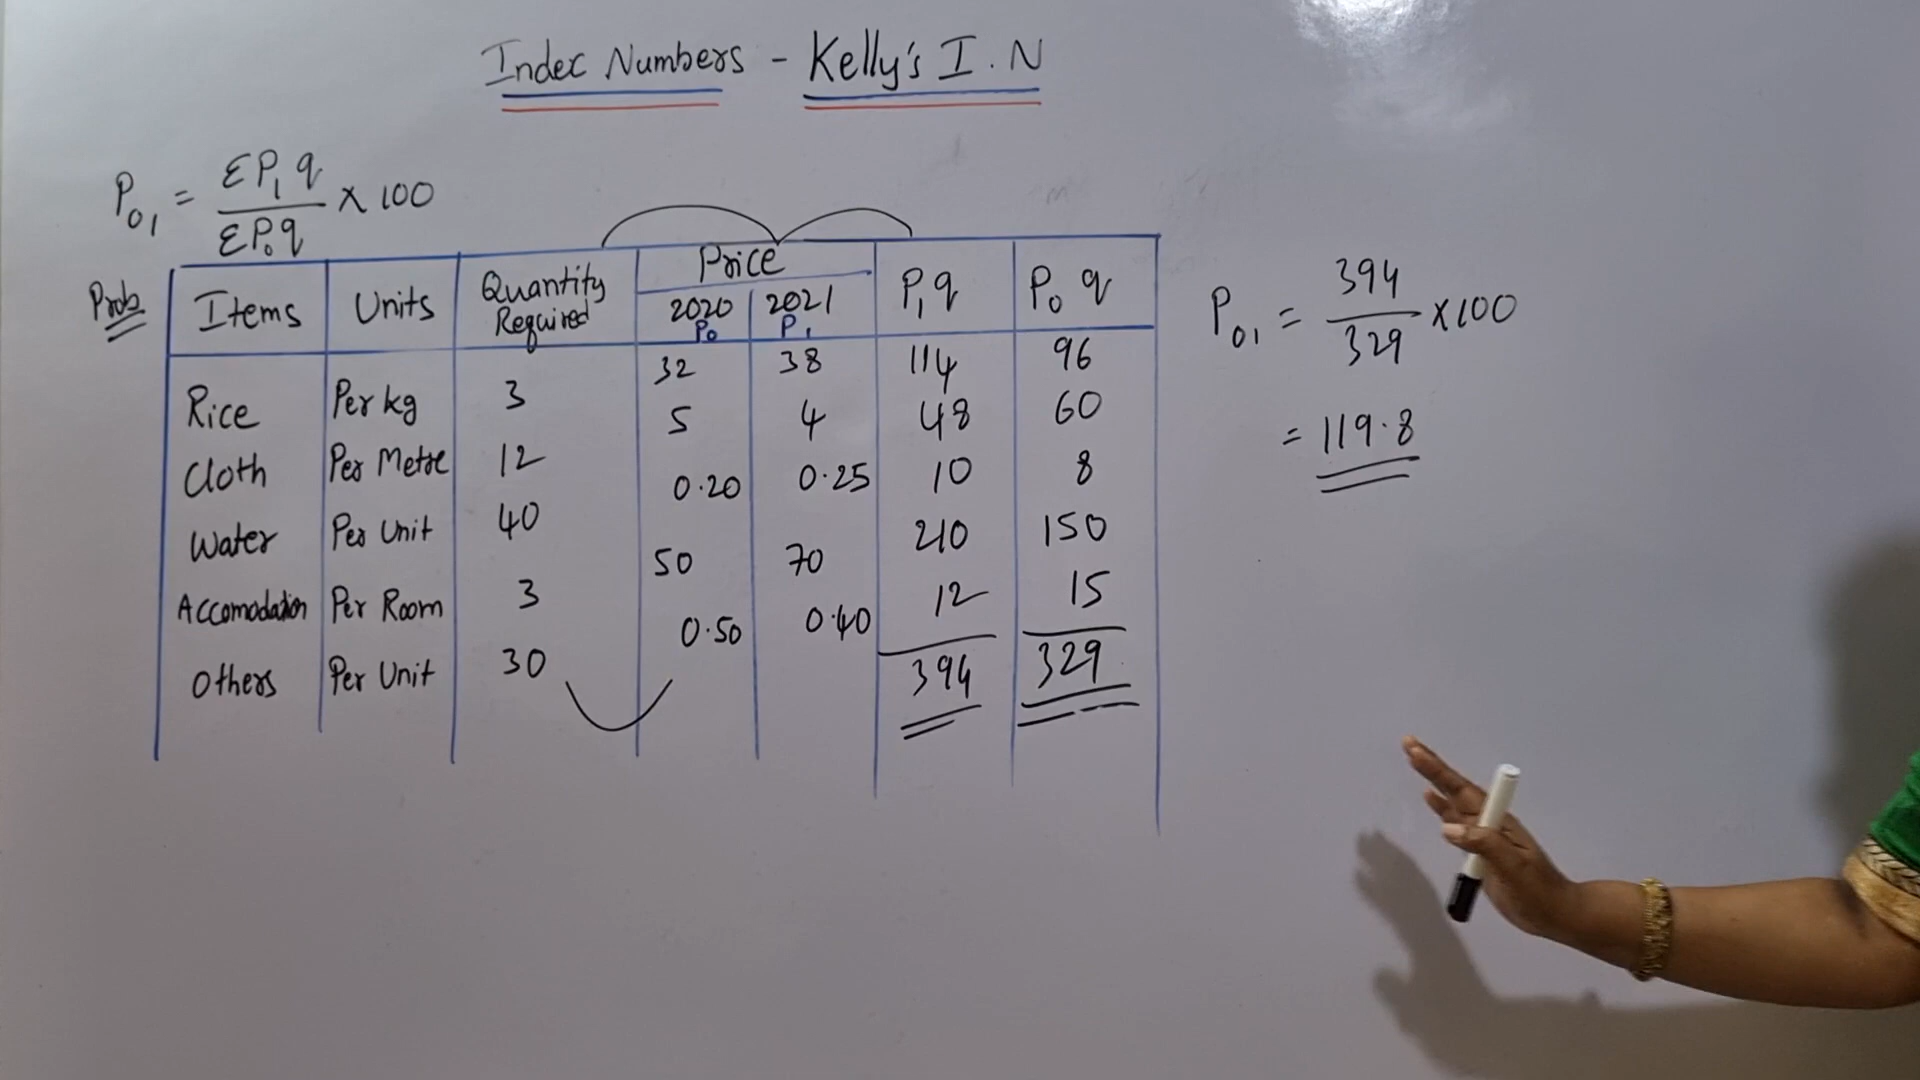 Index Numbers - Kelly's I.N
P₀₁ = ΣP₁q / ΣP₀q × 100
Prob
Items Units Quantity Required Price P₁q P₀q
2020 P₀ 2021 P₁
Rice Per kg 3 32 38 114 96
Cloth Per Metre 12 5 4 48 60
Water Per Unit 40 0.20 0.25 10 8
Accomodation Per Room 3 50 70 210 150
Others Per Unit 30 0.50 0.40 12 15
394 329
P₀₁ = 394 / 329 × 100
= 119.8